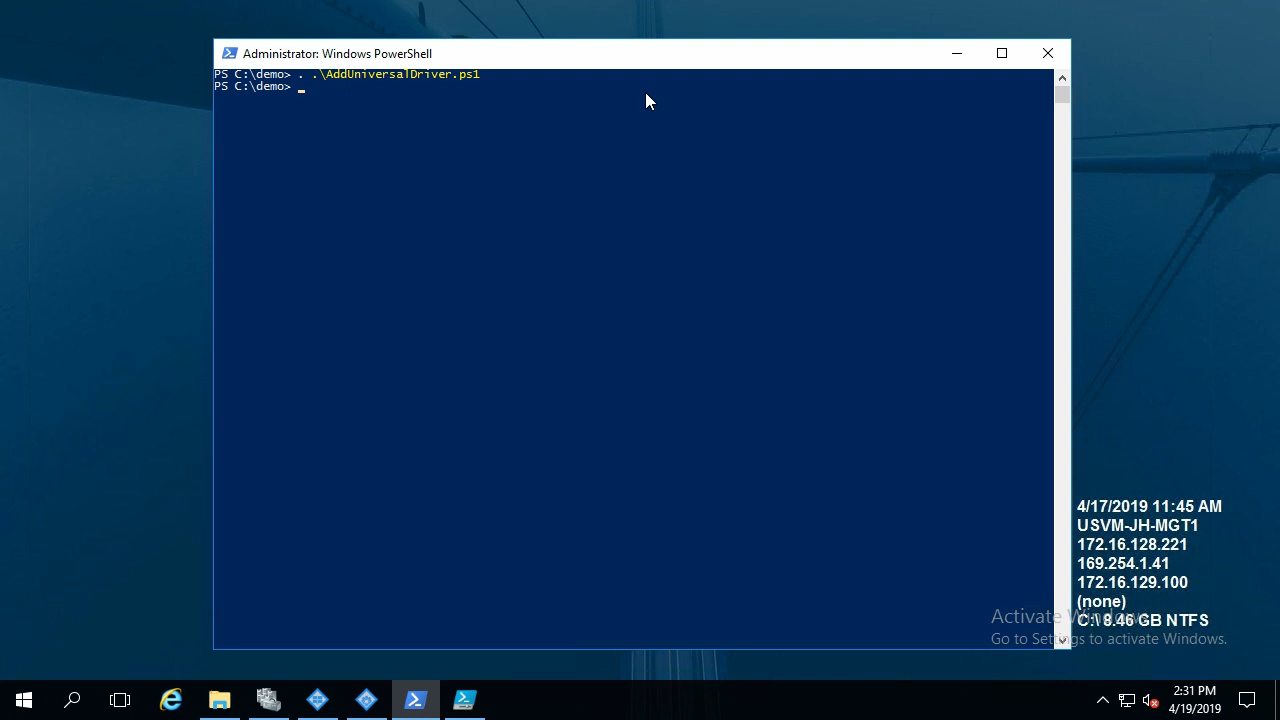 Administrator: Windows PowerShell
PS C:\demo> . .\AddUniversalDriver.ps1
PS C:\demo> _
4/17/2019 11:45 AM
USVM-JH-MGT1
172.16.128.221
169.254.1.41
172.16.129.100
(none)
Activate Windows
C:\ 8.46 GB NTFS
Go to Settings to activate Windows.
2:31 PM
4/19/2019